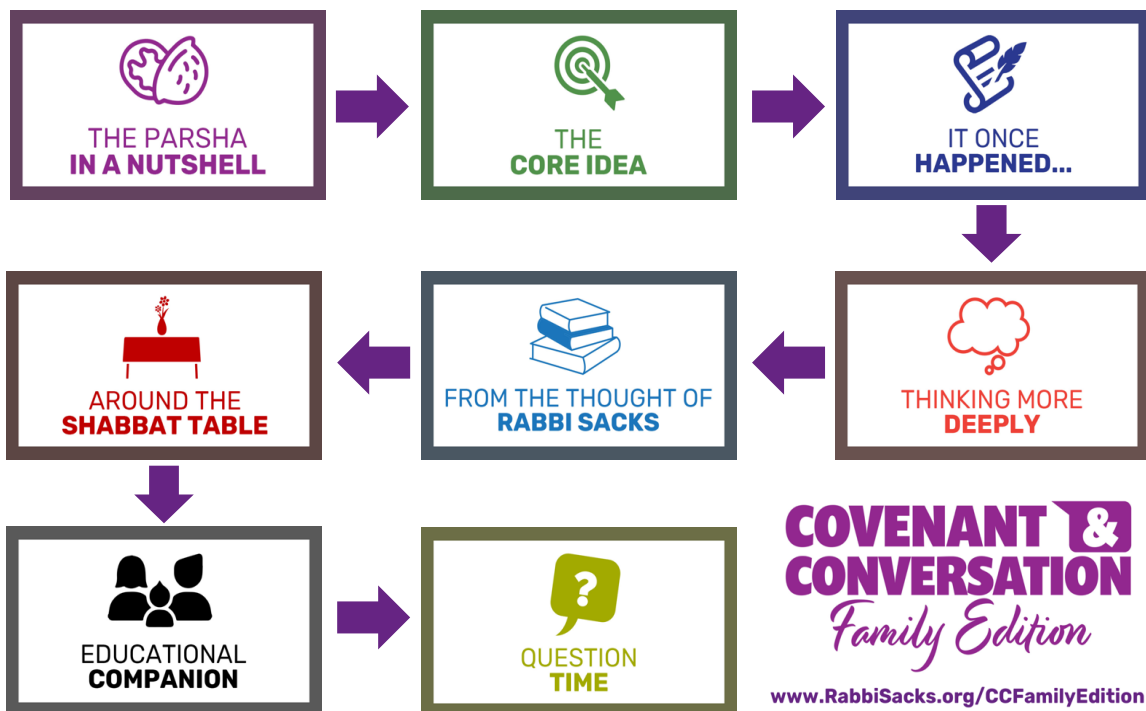 THE PARSHA
IN A NUTSHELL
THE
CORE IDEA
IT ONCE
HAPPENED...
THINKING MORE
DEEPLY
FROM THE THOUGHT OF
RABBI SACKS
AROUND THE
SHABBAT TABLE
EDUCATIONAL
COMPANION
?
QUESTION
TIME
COVENANT &
CONVERSATION
Family Edition
www.RabbiSacks.org/CCFamilyEdition